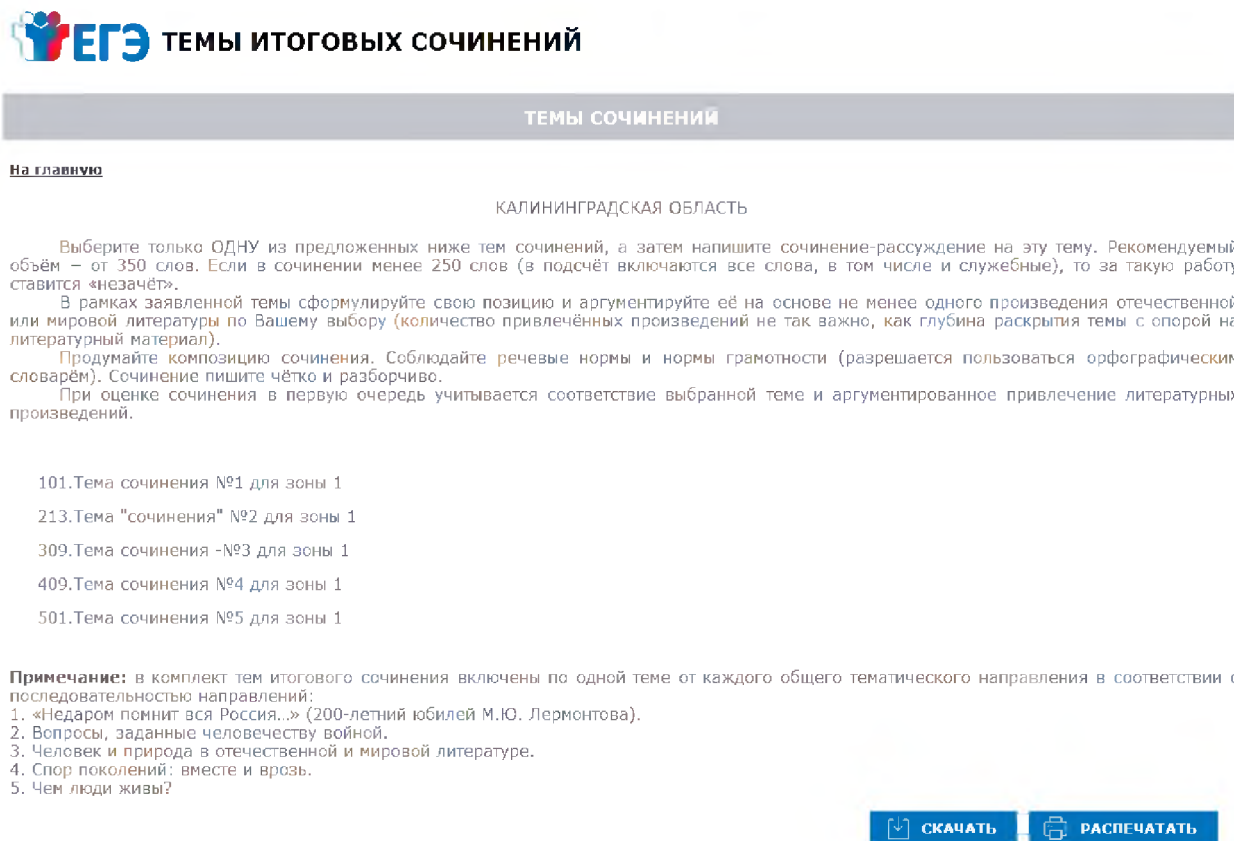 ЕГЭ ТЕМЫ ИТОГОВЫХ СОЧИНЕНИЙ
ТЕМЫ СОЧИНЕНИЙ
На главную
КАЛИНИНГРАДСКАЯ ОБЛАСТЬ
Выберите только ОДНУ из предложенных ниже тем сочинений, а затем напишите сочинение-рассуждение на эту тему. Рекомендуемый
объём – от 350 слов. Если в сочинении менее 250 слов (в подсчёт включаются все слова, в том числе и служебные), то за такую работу
ставится «незачёт».
В рамках заявленной темы сформулируйте свою позицию и аргументируйте её на основе не менее одного произведения отечественной
или мировой литературы по Вашему выбору (количество привлечённых произведений не так важно, как глубина раскрытия темы с опорой на
литературный материал).
Продумайте композицию сочинения. Соблюдайте речевые нормы и нормы грамотности (разрешается пользоваться орфографическим
словарём). Сочинение пишите чётко и разборчиво.
При оценке сочинения в первую очередь учитывается соответствие выбранной теме и аргументированное привлечение литературных
произведений.
101.Тема сочинения №1 для зоны 1
213.Тема "сочинения" №2 для зоны 1
309.Тема сочинения -№3 для зоны 1
409.Тема сочинения №4 для зоны 1
501.Тема сочинения №5 для зоны 1
Примечание: в комплект тем итогового сочинения включены по одной теме от каждого общего тематического направления в соответствии с
последовательностью направлений:
1. «Недаром помнит вся Россия…» (200-летний юбилей М.Ю. Лермонтова).
2. Вопросы, заданные человечеству войной.
3. Человек и природа в отечественной и мировой литературе.
4. Спор поколений: вместе и врозь.
5. Чем люди живы?
СКАЧАТЬ РАСПЕЧАТАТЬ